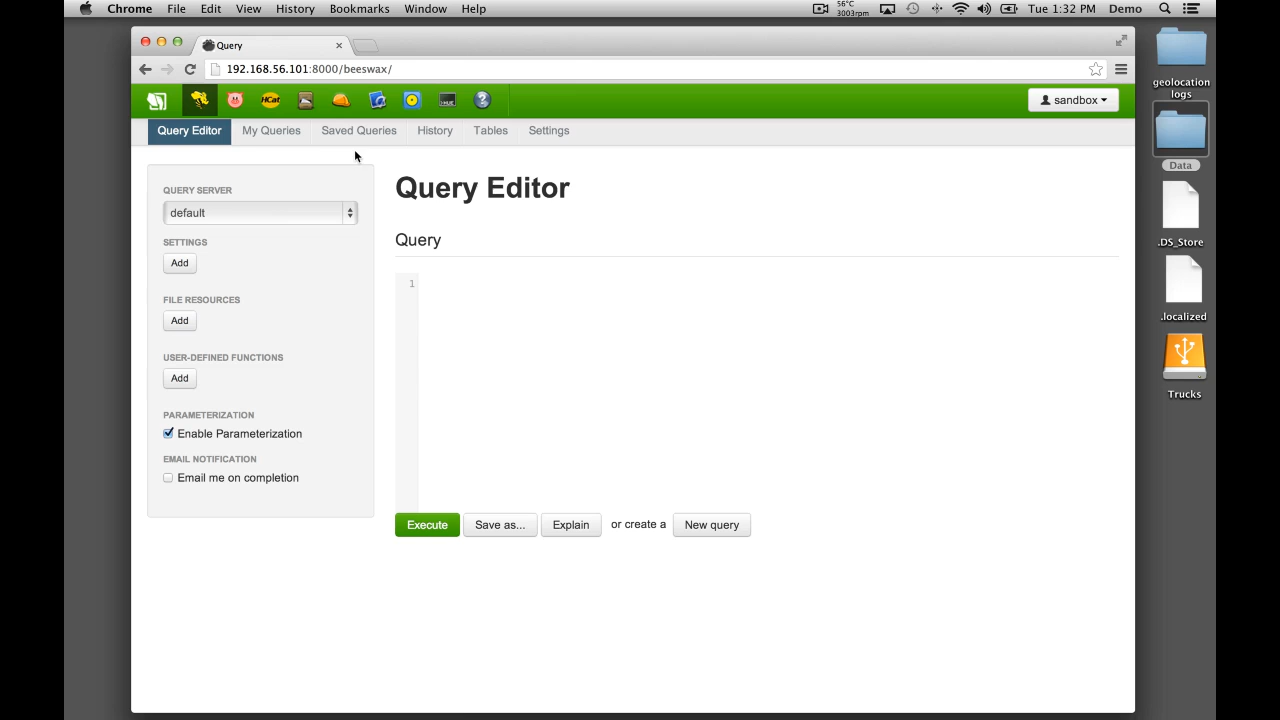 Chrome File Edit View History Bookmarks Window Help 56°C 3003rpm Tue 1:32 PM Demo
Query
192.168.56.101:8000/beeswax/
HCat HUE sandbox
Query Editor My Queries Saved Queries History Tables Settings
QUERY SERVER
default
SETTINGS
Add
FILE RESOURCES
Add
USER-DEFINED FUNCTIONS
Add
PARAMETERIZATION
Enable Parameterization
EMAIL NOTIFICATION
Email me on completion
Query Editor
Query
1
Execute Save as... Explain or create a New query
geolocation
logs
Data
.DS_Store
.localized
Trucks